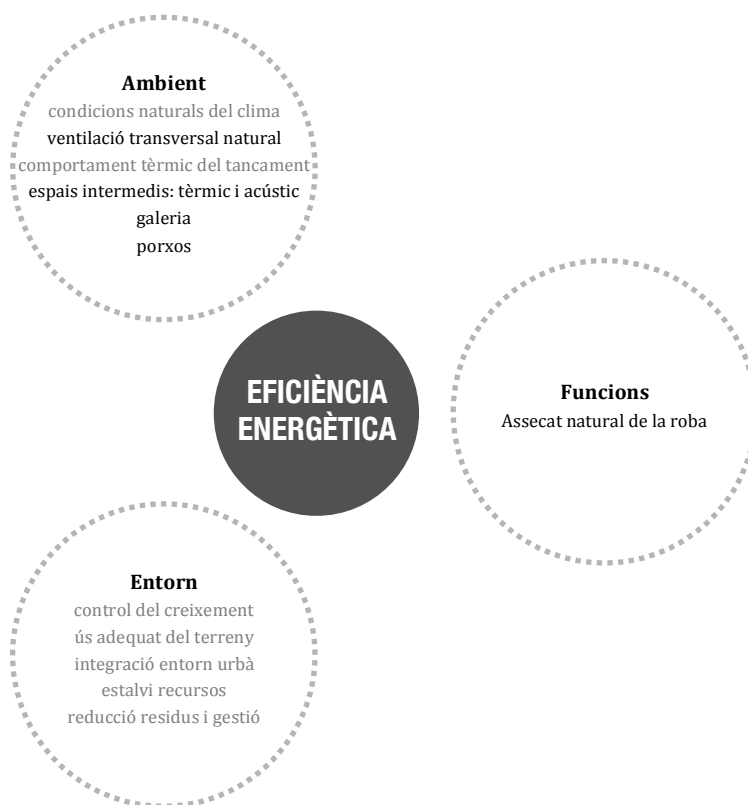 Ambient
condicions naturals del clima
ventilació transversal natural
comportament tèrmic del tancament
espais intermedis: tèrmic i acústic
galeria
porxos
EFICIÈNCIA
ENERGÈTICA
Funcions
Assecat natural de la roba
Entorn
control del creixement
ús adequat del terreny
integració entorn urbà
estalvi recursos
reducció residus i gestió